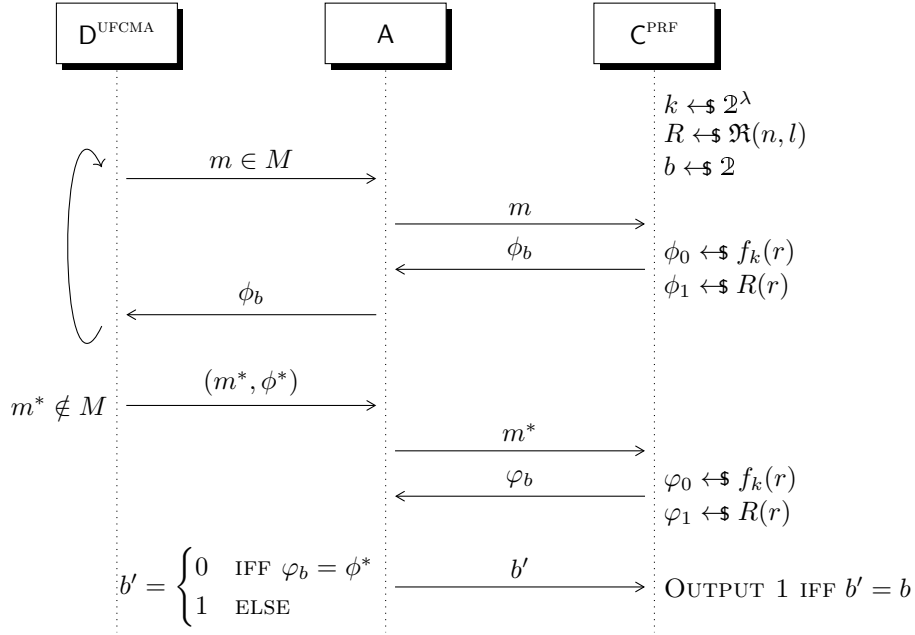 D^UFCMA A C^PRF
k ←$ 𝟚^λ
R ←$ ℜ(n, l)
b ←$ 𝟚
m ∈ M
m
ϕ_b
ϕ_0 ←$ f_k(r)
ϕ_1 ←$ R(r)
ϕ_b
m* ∉ M
(m*, ϕ*)
m*
φ_b
φ_0 ←$ f_k(r)
φ_1 ←$ R(r)
b′ = { 0 IFF φ_b = ϕ*
1 ELSE
b′
OUTPUT 1 IFF b′ = b